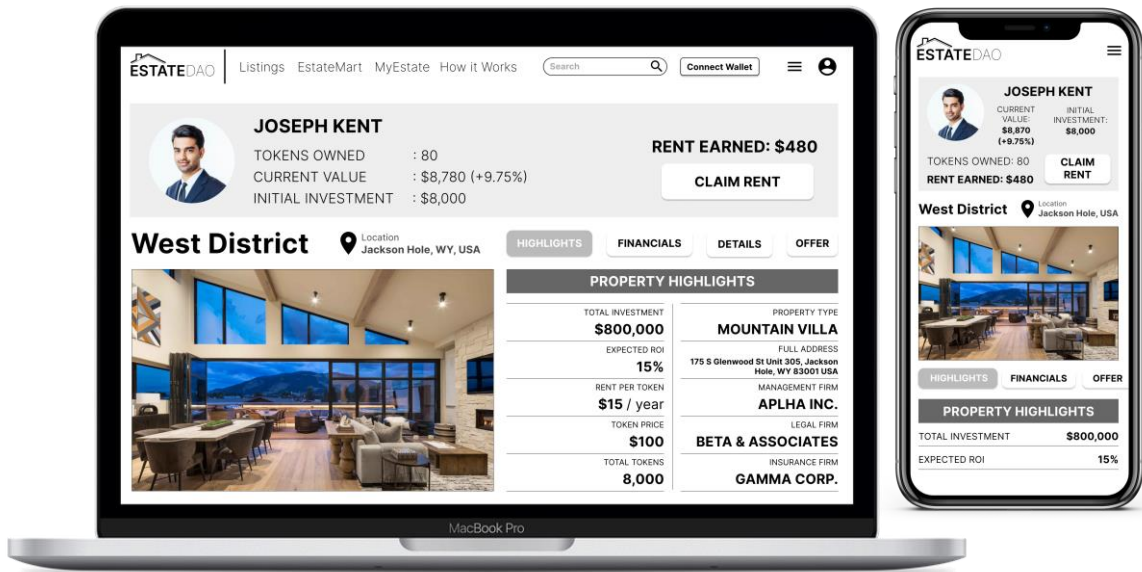 ESTATEDAO
Listings EstateMart MyEstate How it Works
Search
Connect Wallet
JOSEPH KENT
TOKENS OWNED : 80
CURRENT VALUE : $8,780 (+9.75%)
INITIAL INVESTMENT : $8,000
RENT EARNED: $480
CLAIM RENT
West District
Location
Jackson Hole, WY, USA
HIGHLIGHTS FINANCIALS DETAILS OFFER
PROPERTY HIGHLIGHTS
TOTAL INVESTMENT
$800,000
EXPECTED ROI
15%
RENT PER TOKEN
$15 / year
TOKEN PRICE
$100
TOTAL TOKENS
8,000
PROPERTY TYPE
MOUNTAIN VILLA
FULL ADDRESS
175 S Glenwood St Unit 305, Jackson
Hole, WY 83001 USA
MANAGEMENT FIRM
APLHA INC.
LEGAL FIRM
BETA & ASSOCIATES
INSURANCE FIRM
GAMMA CORP.
MacBook Pro
ESTATEDAO
JOSEPH KENT
CURRENT
VALUE:
$8,870
(+9.75%)
INITIAL
INVESTMENT:
$8,000
TOKENS OWNED: 80
RENT EARNED: $480
CLAIM
RENT
West District
Location
Jackson Hole, USA
HIGHLIGHTS FINANCIALS OFFER
PROPERTY HIGHLIGHTS
TOTAL INVESTMENT $800,000
EXPECTED ROI 15%